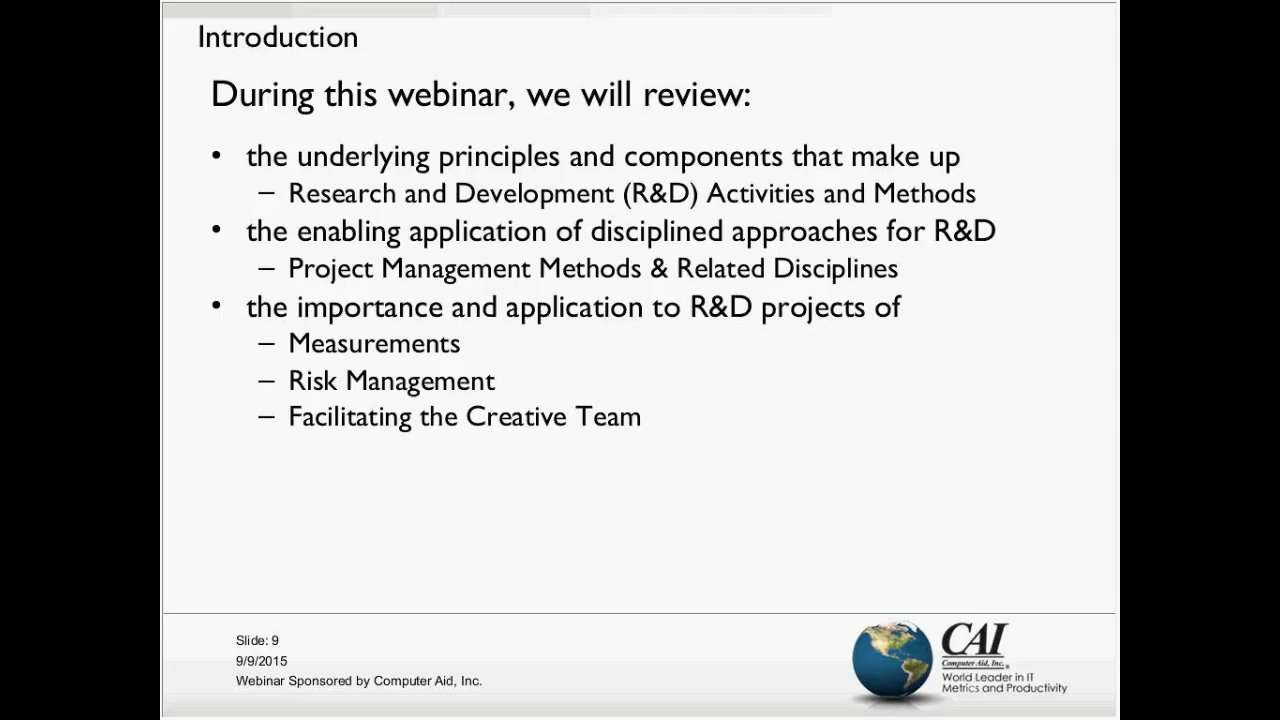 Introduction
During this webinar, we will review:
• the underlying principles and components that make up
– Research and Development (R&D) Activities and Methods
• the enabling application of disciplined approaches for R&D
– Project Management Methods & Related Disciplines
• the importance and application to R&D projects of
– Measurements
– Risk Management
– Facilitating the Creative Team
Slide: 9
9/9/2015
Webinar Sponsored by Computer Aid, Inc.
CAI
Computer Aid, Inc.®
World Leader in IT
Metrics and Productivity